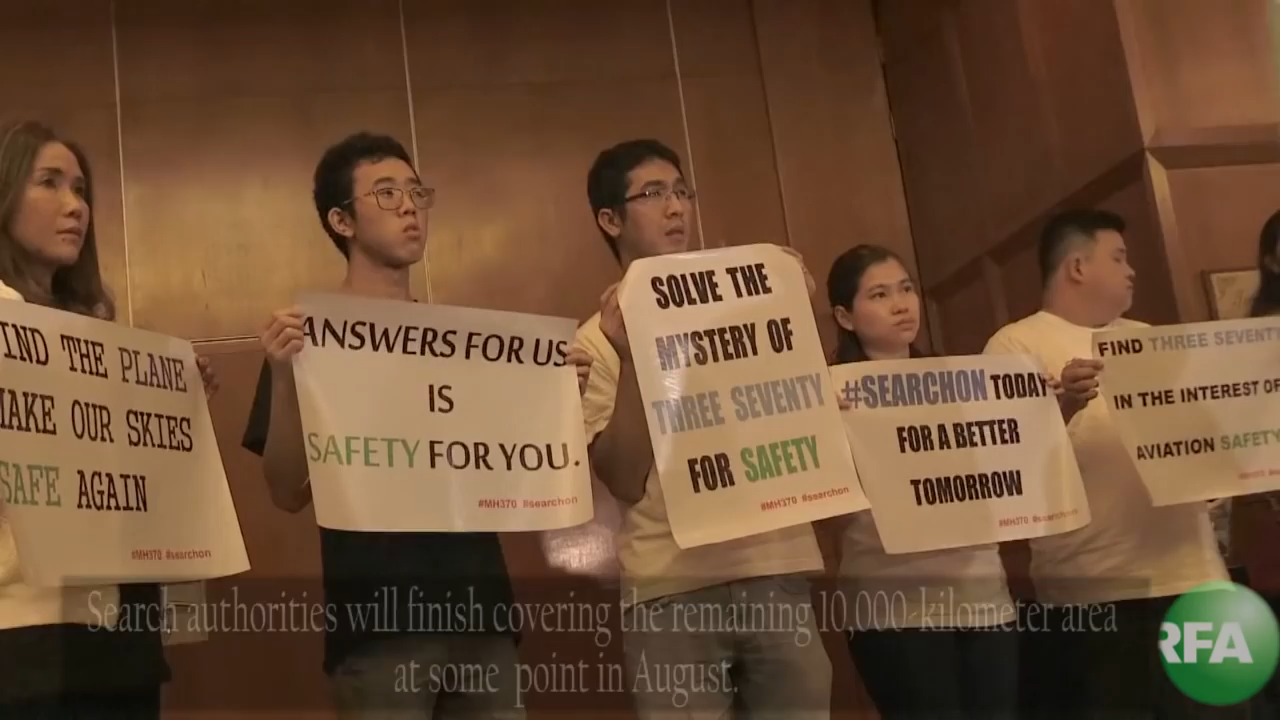 IND THE PLANE
MAKE OUR SKIES
SAFE AGAIN
#MH370 #searchon
ANSWERS FOR US
IS
SAFETY FOR YOU.
#MH370 #searchon
SOLVE THE
MYSTERY OF
THREE SEVENTY
FOR SAFETY
#MH370 #searchon
#SEARCHON TODAY
FOR A BETTER
TOMORROW
#MH370 #searchon
FIND THREE SEVENTY
IN THE INTEREST OF
AVIATION SAFETY
Search authorities will finish covering the remaining 10,000-kilometer area
at some point in August.
RFA